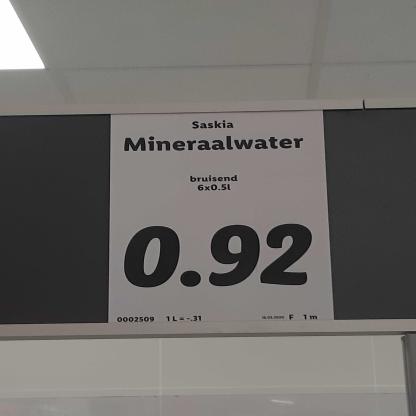 Saskia
Mineraalwater
bruisend
6x0.5l
0.92
0002509 1 L = -.31 F 1 m